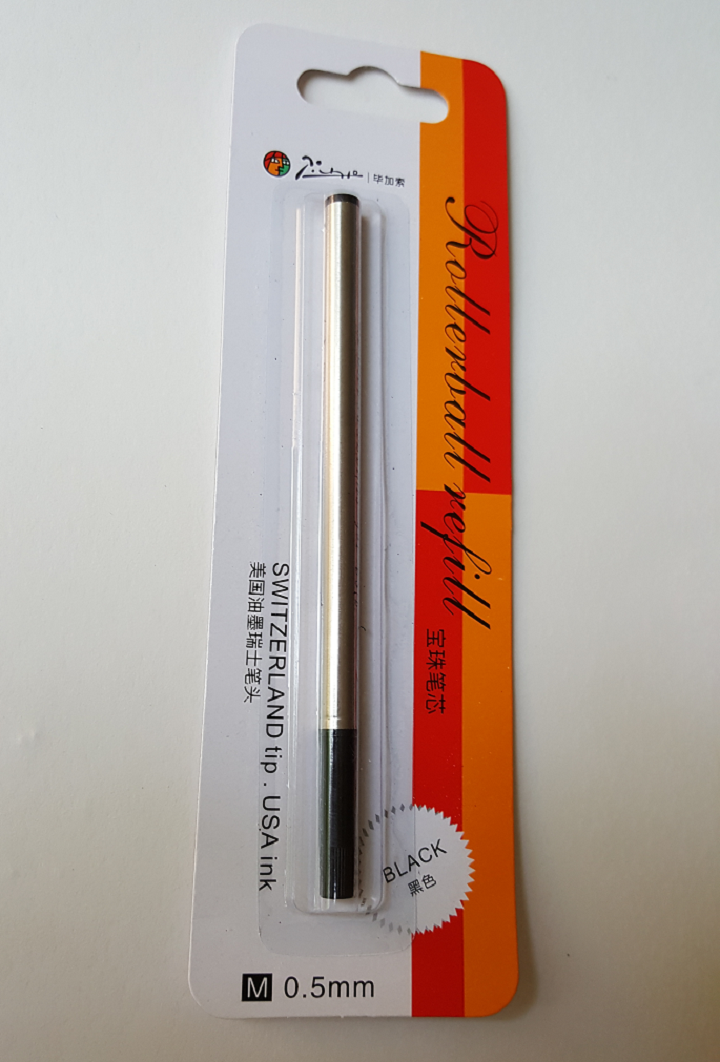 毕加索
Rollerball refill
宝珠笔芯
SWITZERLAND tip . USA ink
美国油墨瑞士笔头
BLACK
黑色
M 0.5mm